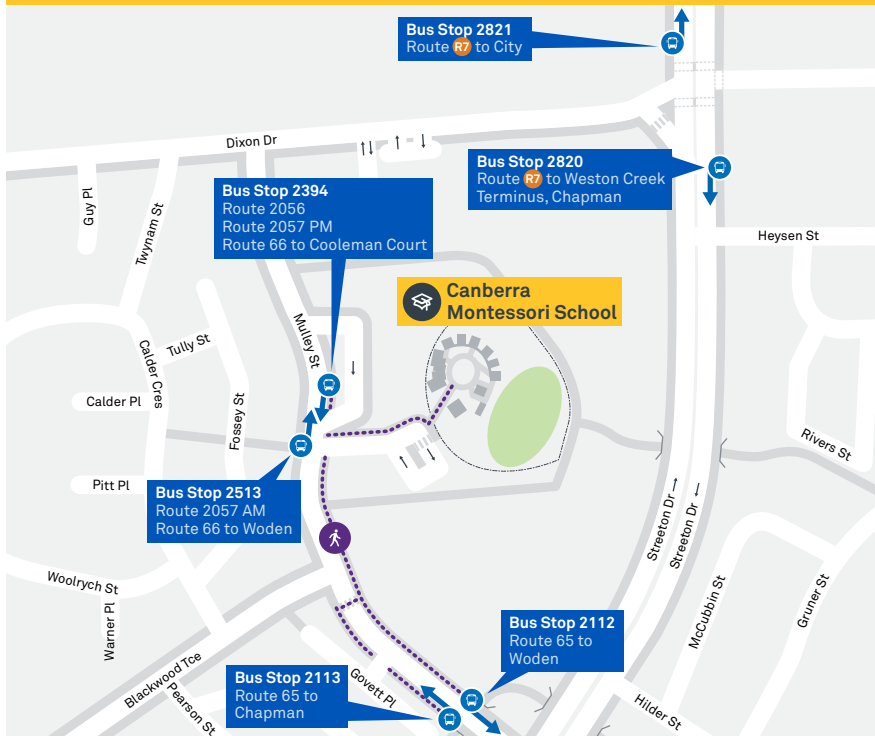 Bus Stop 2821
Route R7 to City
Dixon Dr
Bus Stop 2820
Route R7 to Weston Creek
Terminus, Chapman
Guy Pl
Twynam St
Bus Stop 2394
Route 2056
Route 2057 PM
Route 66 to Cooleman Court
Heysen St
Canberra
Montessori School
Mulley St
Tully St
Calder Cres
Calder Pl
Fossey St
Rivers St
Pitt Pl
Bus Stop 2513
Route 2057 AM
Route 66 to Woden
Streeton Dr
Streeton Dr
Woolrych St
Warner Pl
McCubbin St
Gruner St
Bus Stop 2112
Route 65 to
Woden
Blackwood Tce
Bus Stop 2113
Route 65 to
Chapman
Govett Pl
Pearson St
Hilder St